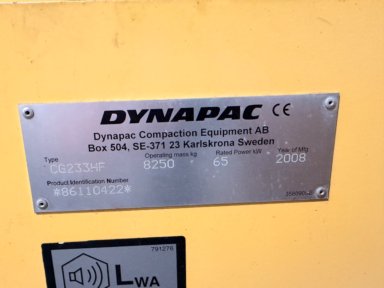 DYNAPAC CE
Dynapac Compaction Equipment AB
Box 504, SE-371 23 Karlskrona Sweden
Type Operating mass kg Rated Power kW Year of Mfg
CG233HF 8250 65 2008
Product Identification Number
*86110422*
791276
LWA